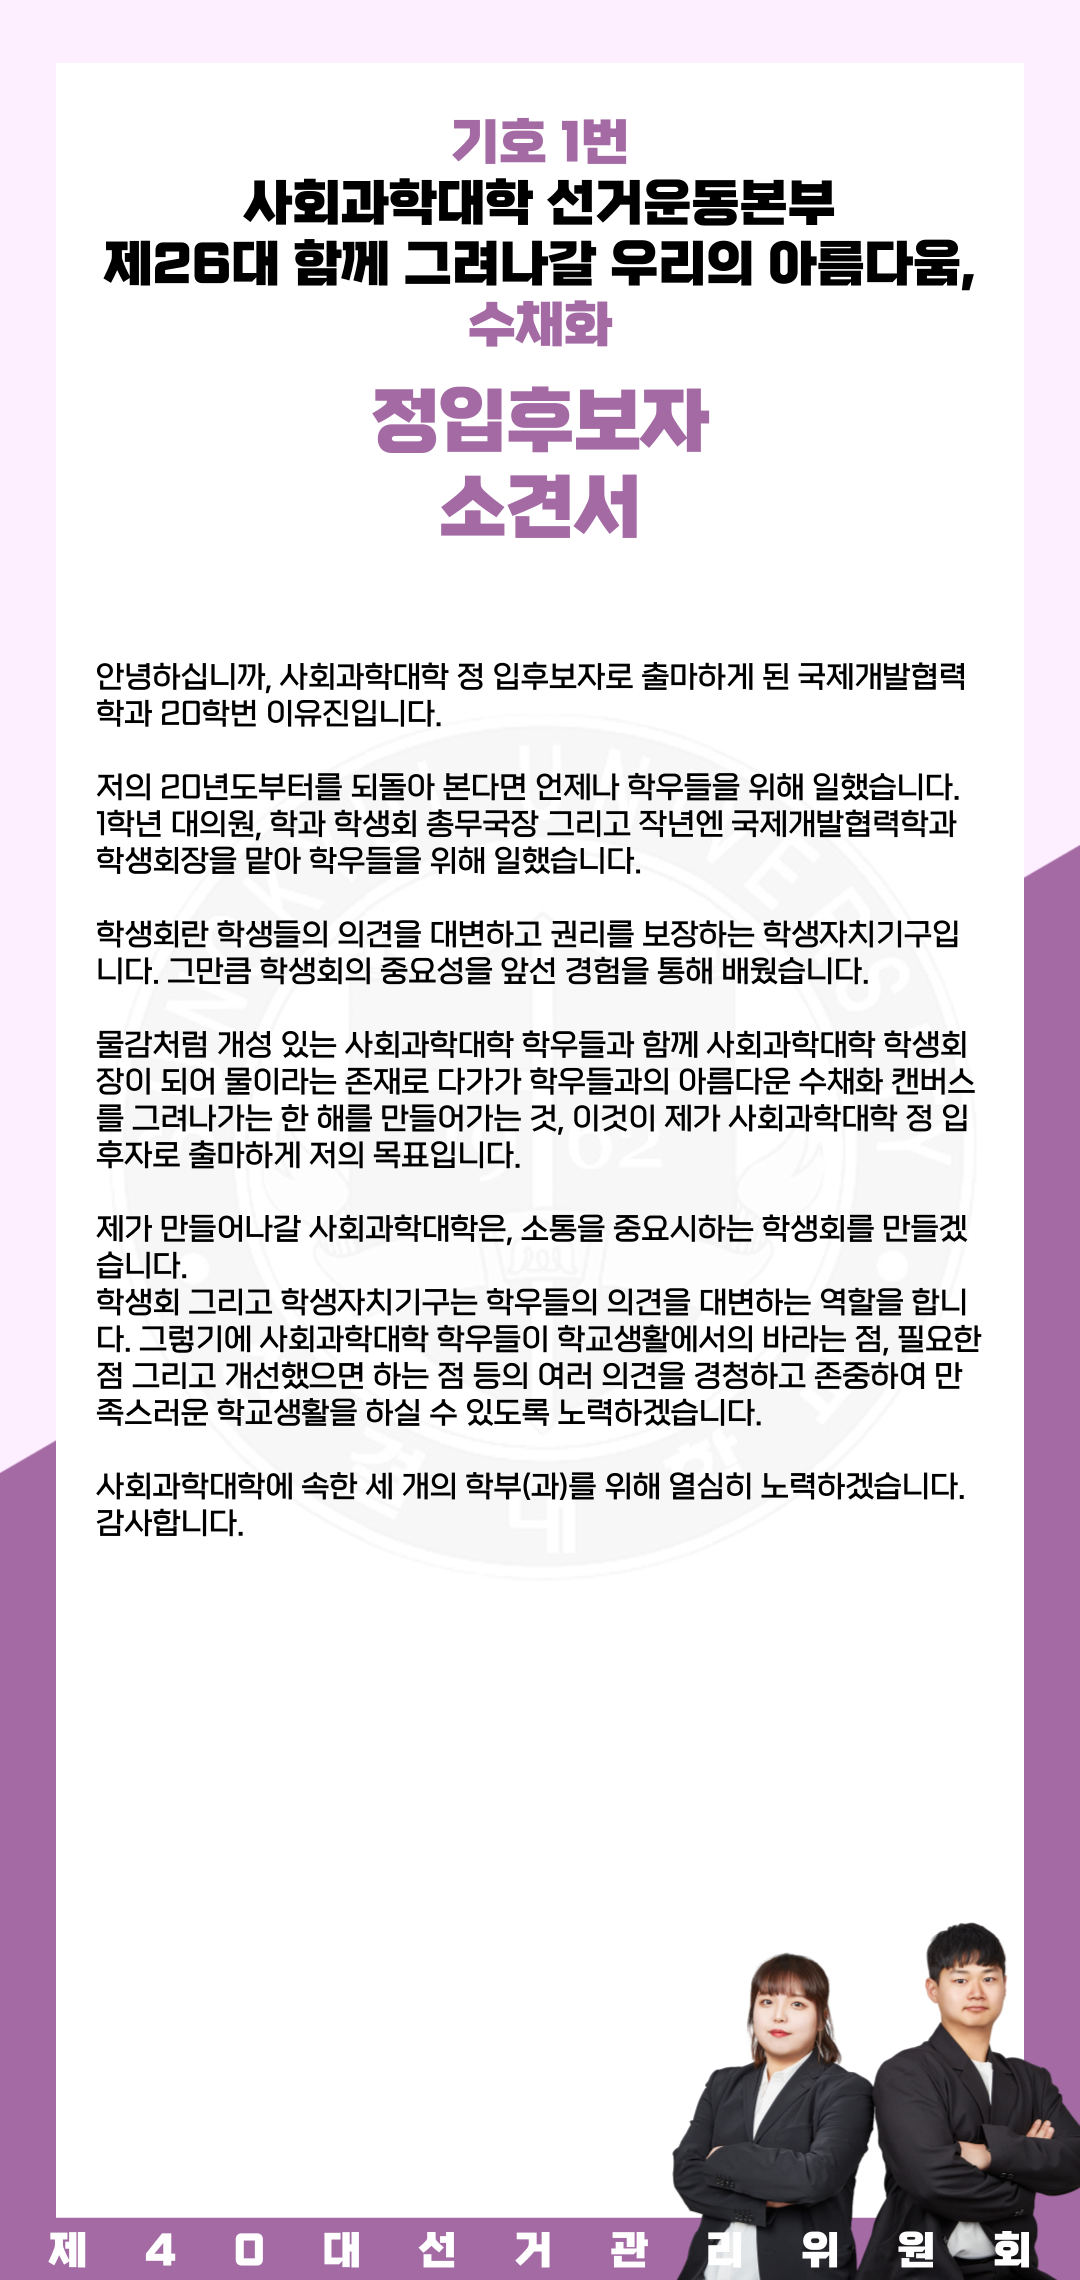 기호 1번
사회과학대학 선거운동본부
제26대 함께 그려나갈 우리의 아름다움,
수채화
정입후보자
소견서
안녕하십니까, 사회과학대학 정 입후보자로 출마하게 된 국제개발협력
학과 20학번 이유진입니다.
저의 20년도부터를 되돌아 본다면 언제나 학우들을 위해 일했습니다.
1학년 대의원, 학과 학생회 총무국장 그리고 작년엔 국제개발협력학과
학생회장을 맡아 학우들을 위해 일했습니다.
학생회란 학생들의 의견을 대변하고 권리를 보장하는 학생자치기구입
니다. 그만큼 학생회의 중요성을 앞선 경험을 통해 배웠습니다.
물감처럼 개성 있는 사회과학대학 학우들과 함께 사회과학대학 학생회
장이 되어 물이라는 존재로 다가가 학우들과의 아름다운 수채화 캔버스
를 그려나가는 한 해를 만들어가는 것, 이것이 제가 사회과학대학 정 입
후자로 출마하게 저의 목표입니다.
제가 만들어나갈 사회과학대학은, 소통을 중요시하는 학생회를 만들겠
습니다.
학생회 그리고 학생자치기구는 학우들의 의견을 대변하는 역할을 합니
다. 그렇기에 사회과학대학 학우들이 학교생활에서의 바라는 점, 필요한
점 그리고 개선했으면 하는 점 등의 여러 의견을 경청하고 존중하여 만
족스러운 학교생활을 하실 수 있도록 노력하겠습니다.
사회과학대학에 속한 세 개의 학부(과)를 위해 열심히 노력하겠습니다.
감사합니다.
제40대선거관리위원회